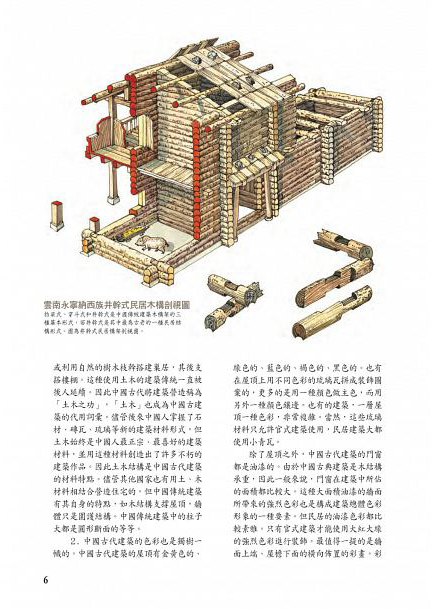 雲南永寧納西族井幹式民居木構剖視圖
抬梁式、穿斗式和井幹式是中國傳統建築木構架的三
種基本形式，而井幹式是其中最為古老的一種民居結
構形式。圖為井幹式民居構架剖視圖。
或利用自然的樹木枝幹搭建巢居，其後支
搭樓棚。這種使用土木的建築傳統一直被
後人延續，因此中國古代將建築營造稱為
「土木之功」，「土木」也成為中國古建
築的代用詞彙。儘管後來中國人掌握了石
材、磚瓦、琉璃等新的建築材料形式，但
土木始終是中國人最正宗、最喜好的建築
材料，並用這種材料創造出了許多不朽的
建築作品。因此土木結構是中國古代建築
的材料特點。儘管其他國家也有用土、木
材料相結合營造住宅的，但中國傳統建築
有其自身的特點，如木結構支撐屋頂，牆
體只是圍護結構。中國傳統建築中的柱子
大都是圓形斷面的等等。
2．中國古代建築的色彩也是獨樹一
幟的。中國古代建築的屋頂有金黃色的、
綠色的、藍色的、褐色的、黑色的。也有
在屋頂上用不同色彩的琉璃瓦拼成裝飾圖
案的，更多的是用一種顏色做主色，而用
另外一種顏色鑲邊。也有的建築，一層屋
頂一種色彩，非常複雜。當然，這些琉璃
材料只允許官式建築使用，民居建築大都
使用小青瓦。
除了屋頂之外，中國古代建築的門窗
都是油漆的。由於中國古典建築是木結構
承重，因此一般來說，門窗在建築中所佔
的面積都比較大。這種大面積油漆的牆面
所帶來的強烈色彩也是構成建築總體色彩
形象的一種要素。但民居的油漆色彩都比
較素雅。只有官式建築才能使用大紅大綠
的強烈色彩進行裝飾。最值得一提的是牆
面上端、屋檐下面的橫向佈置的彩畫。彩
6